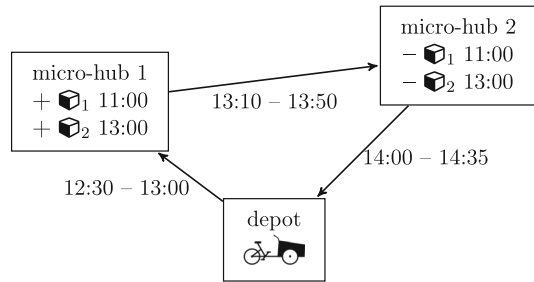 micro-hub 1
+ 1 11:00
+ 2 13:00
micro-hub 2
− 1 11:00
− 2 13:00
13:10 – 13:50
14:00 – 14:35
12:30 – 13:00
depot